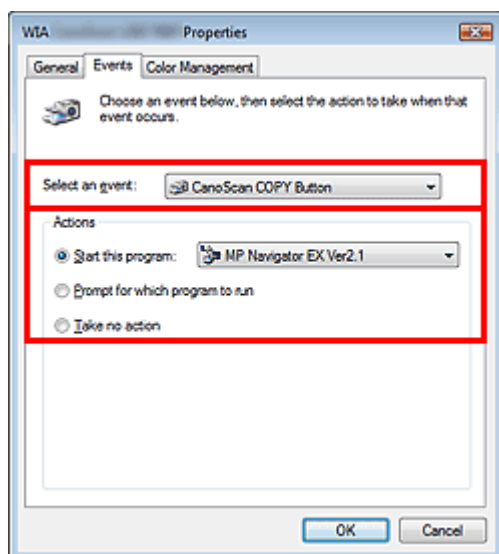 WIA Properties
General Events Color Management
Choose an event below, then select the action to take when that
event occurs.
Select an event: CanoScan COPY Button
Actions
Start this program: MP Navigator EX Ver2.1
Prompt for which program to run
Take no action
OK Cancel